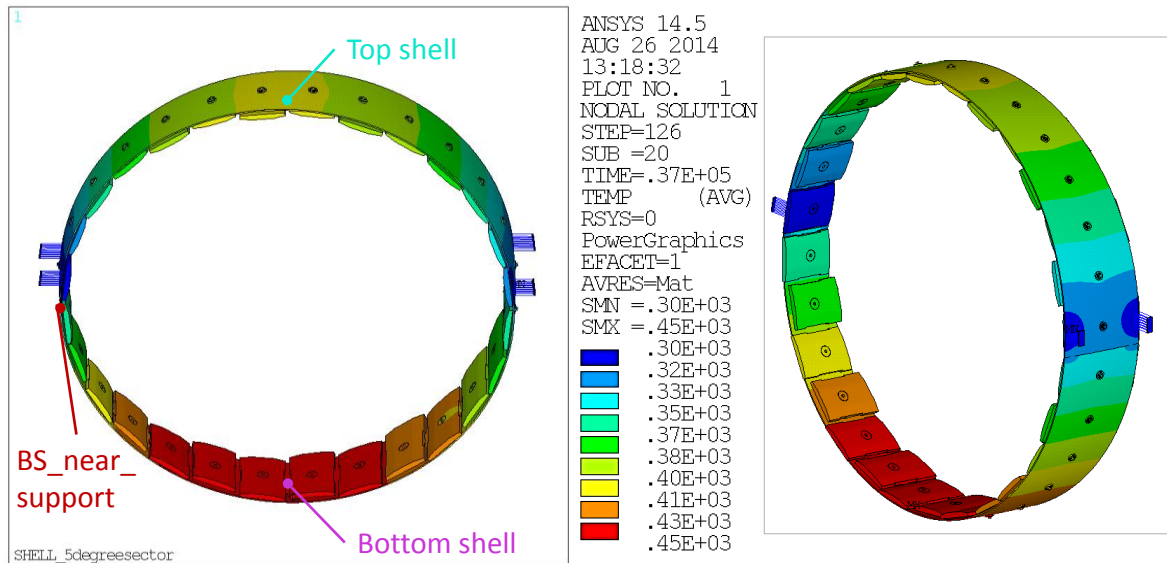 1
Top shell
BS_near_
support
Bottom shell
SHELL_5degreesector
ANSYS 14.5
AUG 26 2014
13:18:32
PLOT NO. 1
NODAL SOLUTION
STEP=126
SUB =20
TIME=.37E+05
TEMP (AVG)
RSYS=0
PowerGraphics
EFACET=1
AVRES=Mat
SMN =.30E+03
SMX =.45E+03
.30E+03
.32E+03
.33E+03
.35E+03
.37E+03
.38E+03
.40E+03
.41E+03
.43E+03
.45E+03